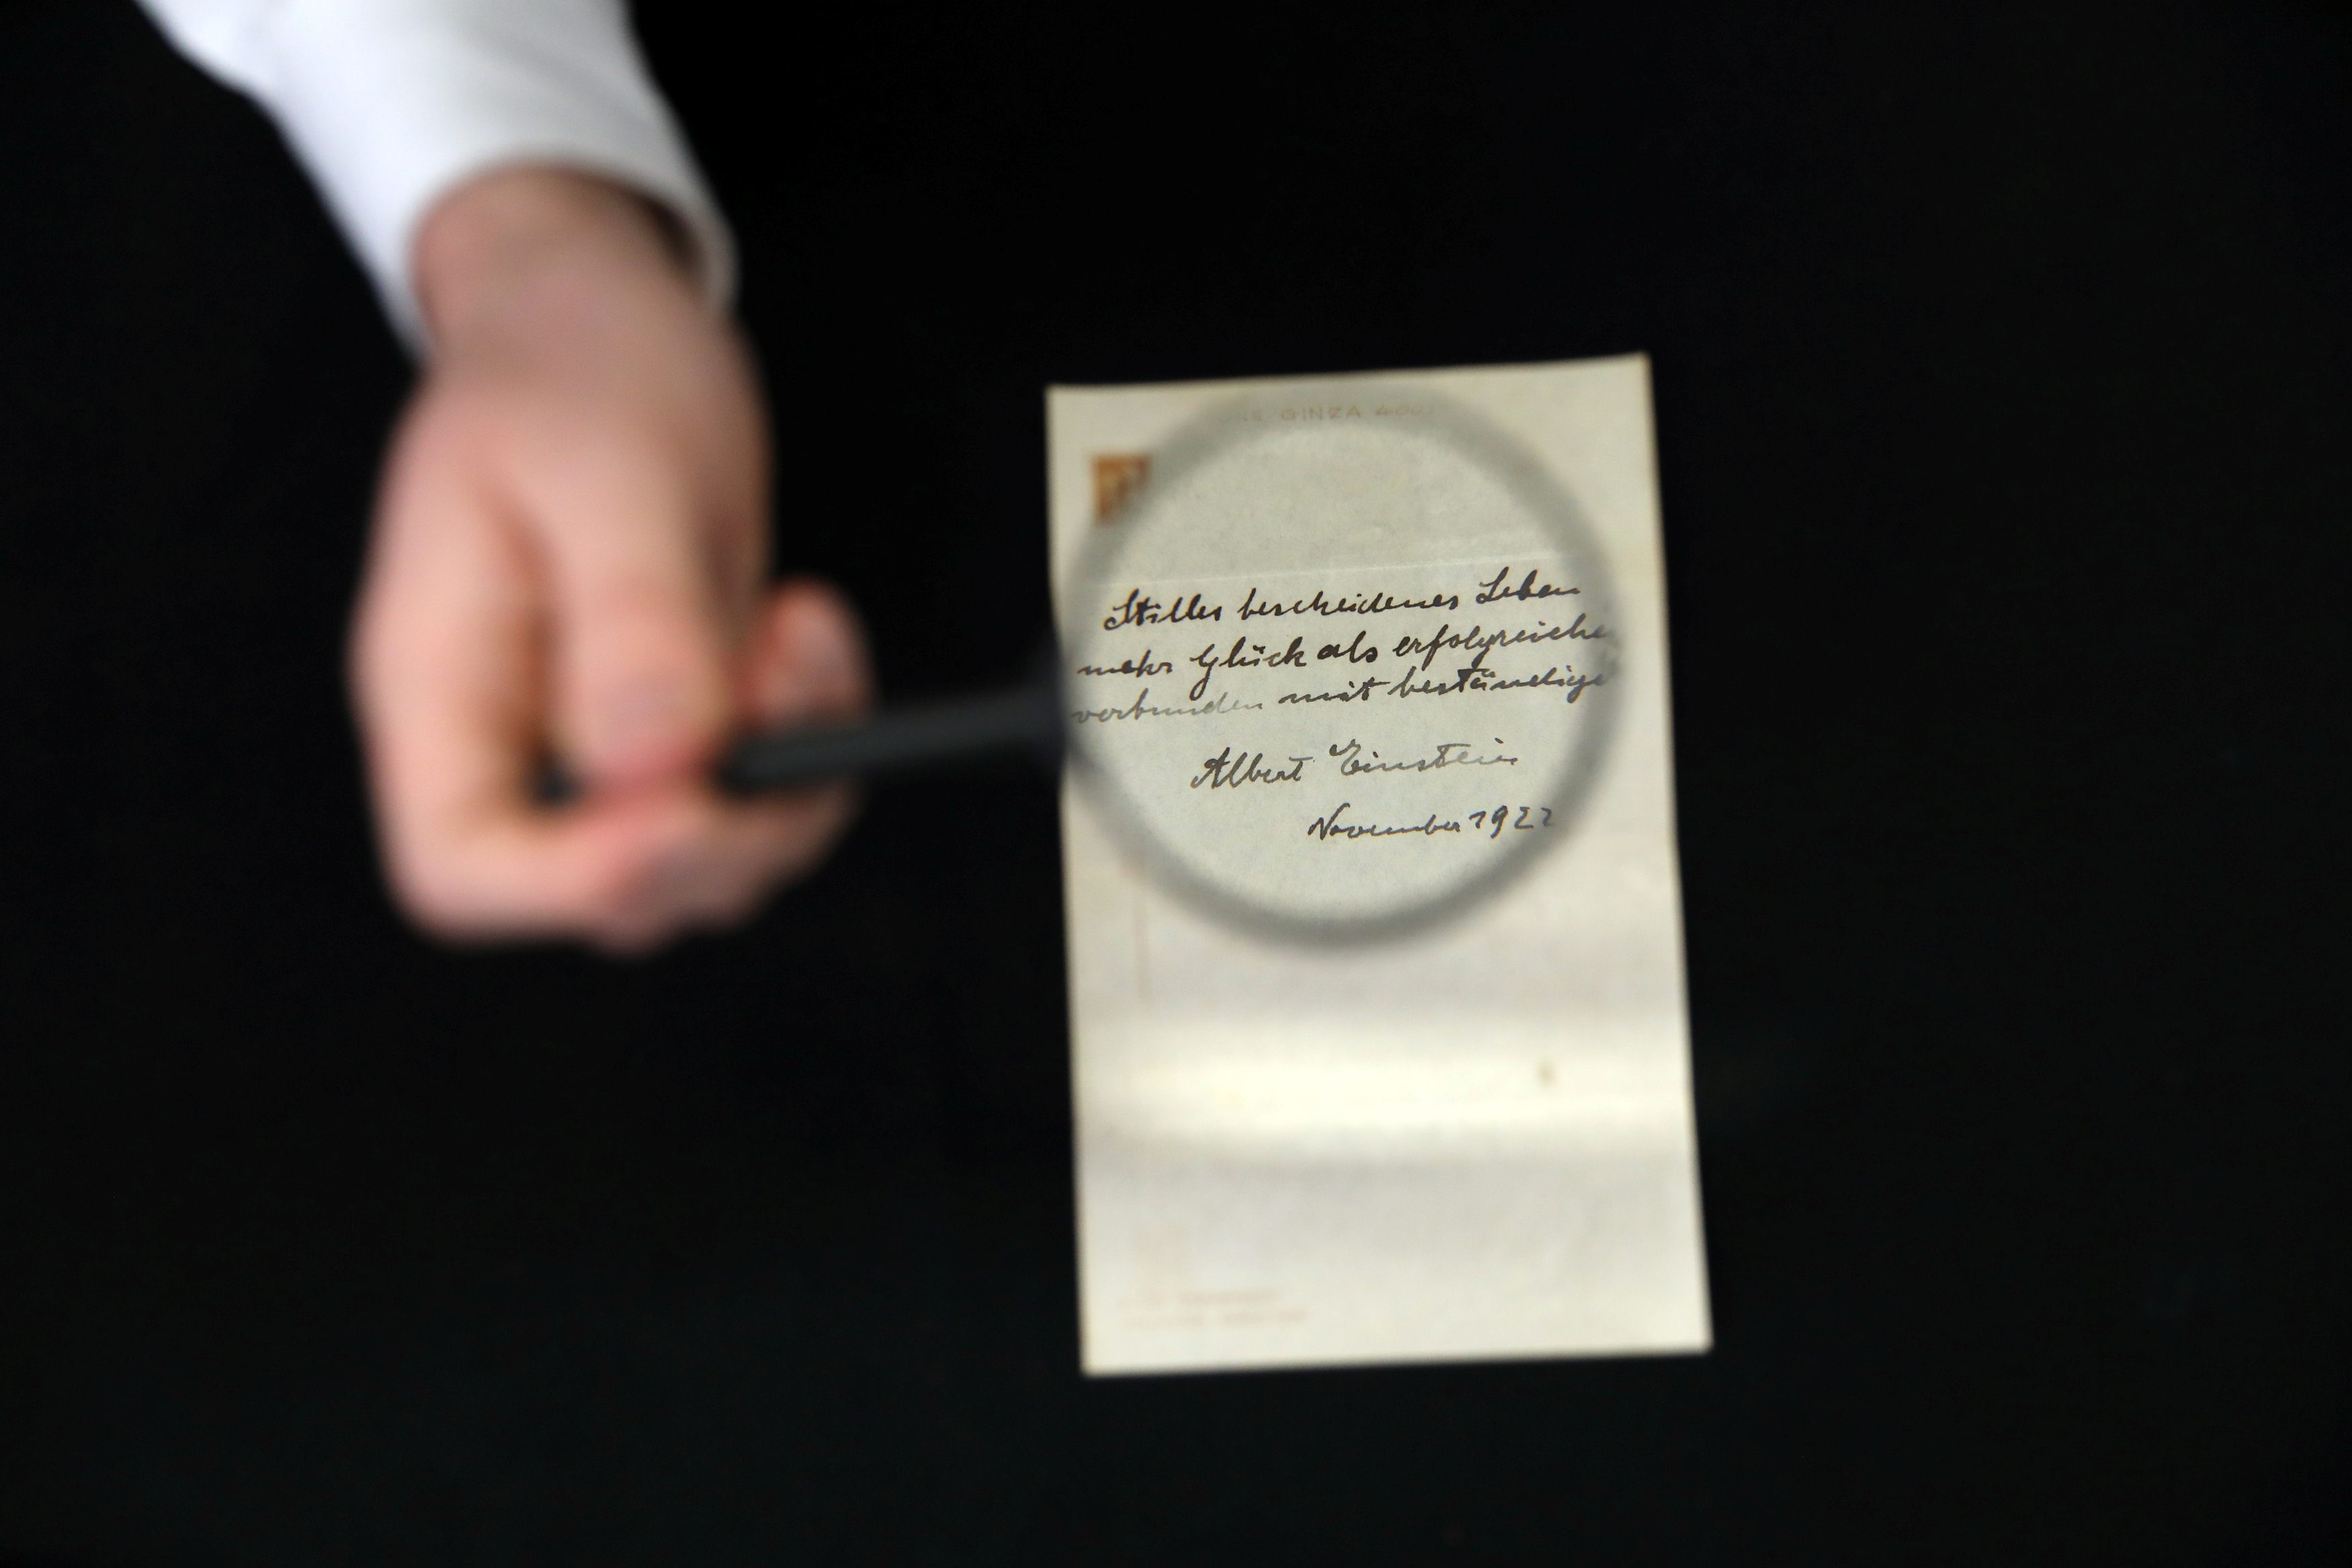 GINZA
Stilles bescheidenes Leben
mehr Glück als erfolgreiche
verbunden mit beständige
Albert Einstein
November 1922